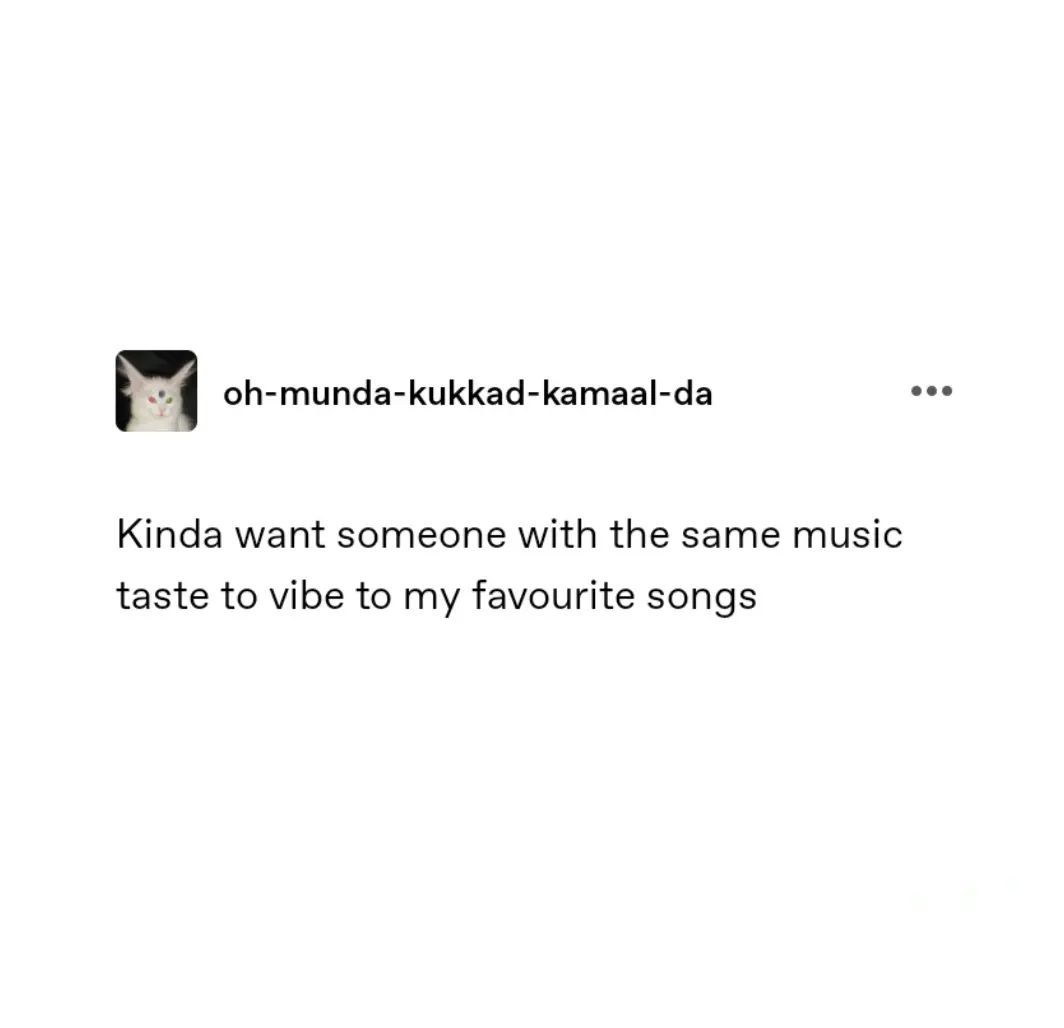 oh-munda-kukkad-kamaal-da
Kinda want someone with the same music
taste to vibe to my favourite songs